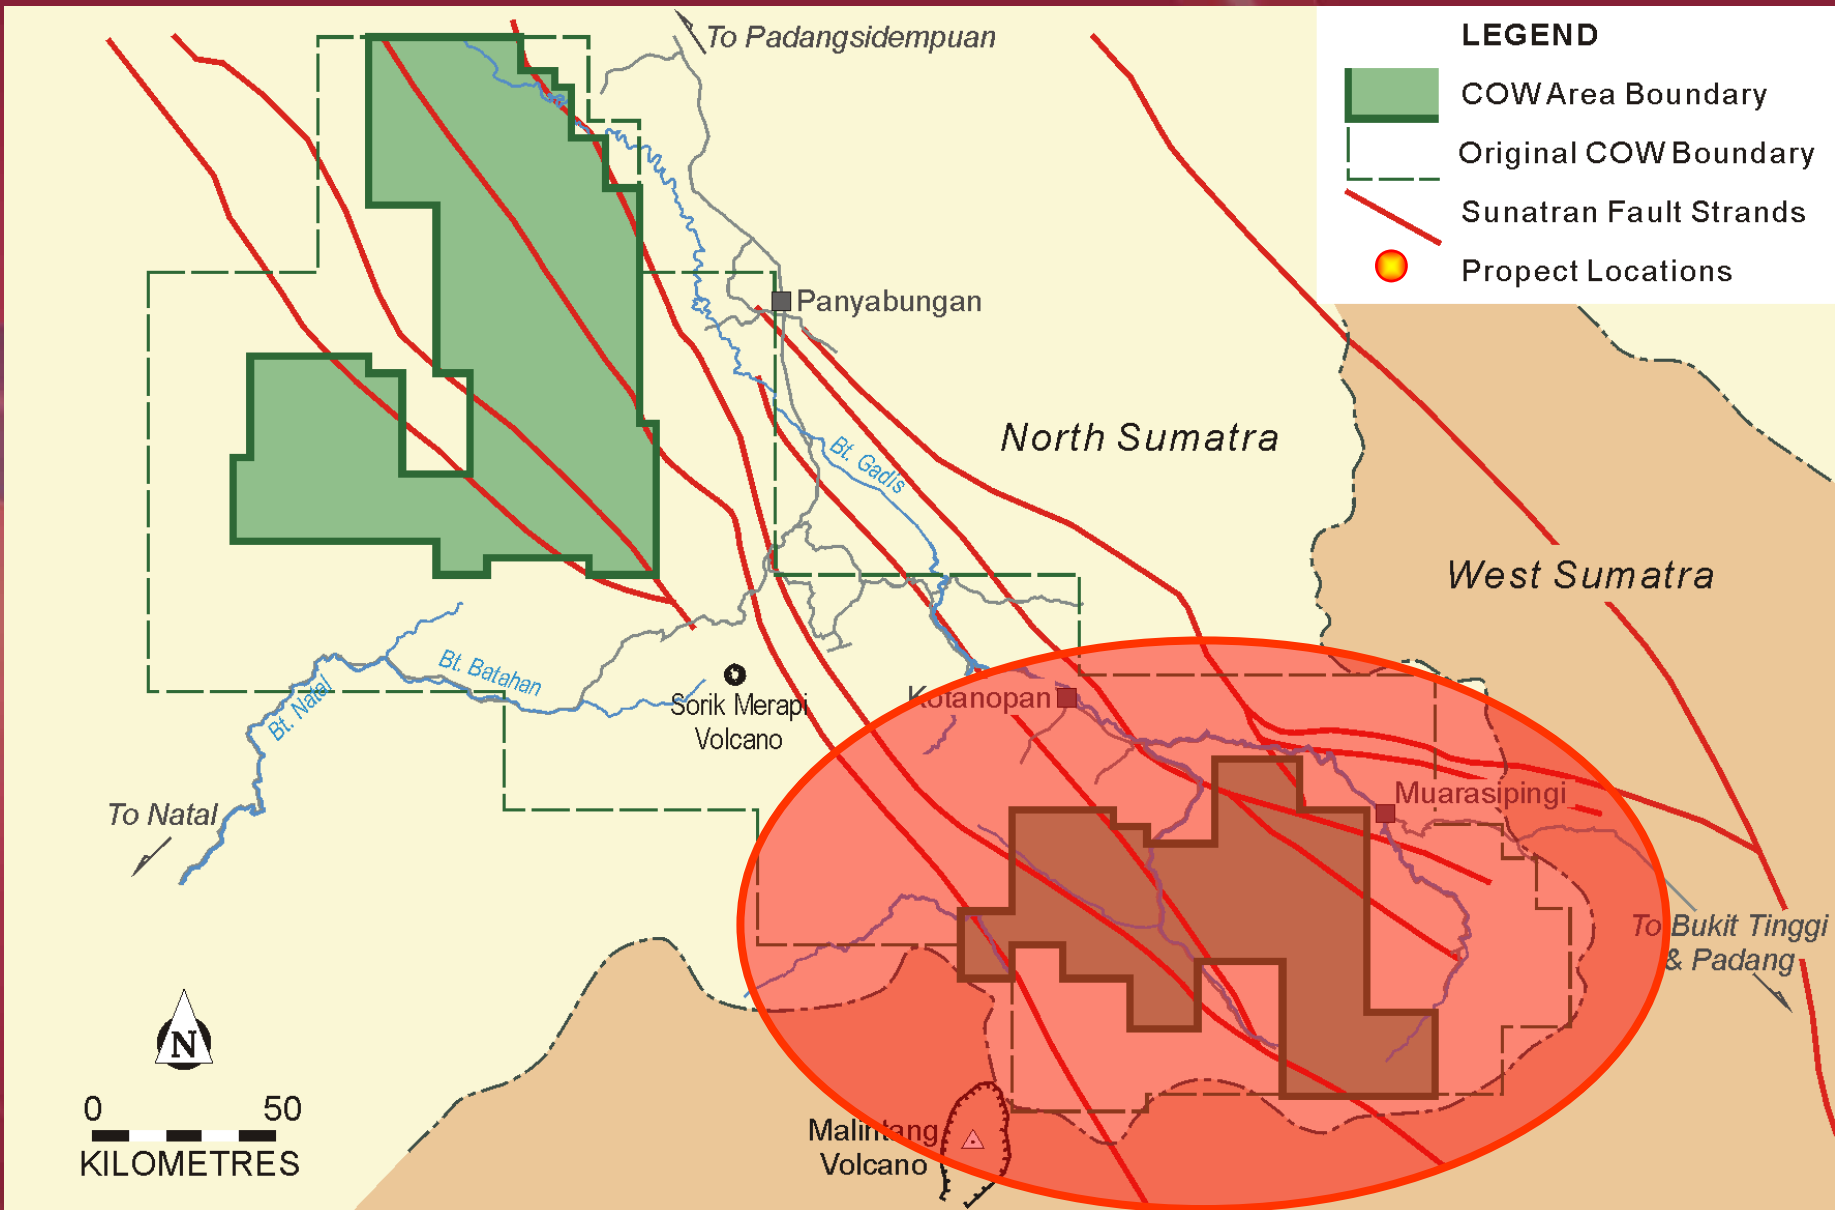 To Padangsidempuan
LEGEND
COW Area Boundary
Original COW Boundary
Sunatran Fault Strands
Propect Locations
Panyabungan
North Sumatra
Bt. Gadis
West Sumatra
Bt. Batahan
Bt. Natal
Sorik Merapi
Volcano
Kotanopan
To Natal
Muarasipingi
To Bukit Tinggi
& Padang
N
0 50
KILOMETRES
Malintang
Volcano